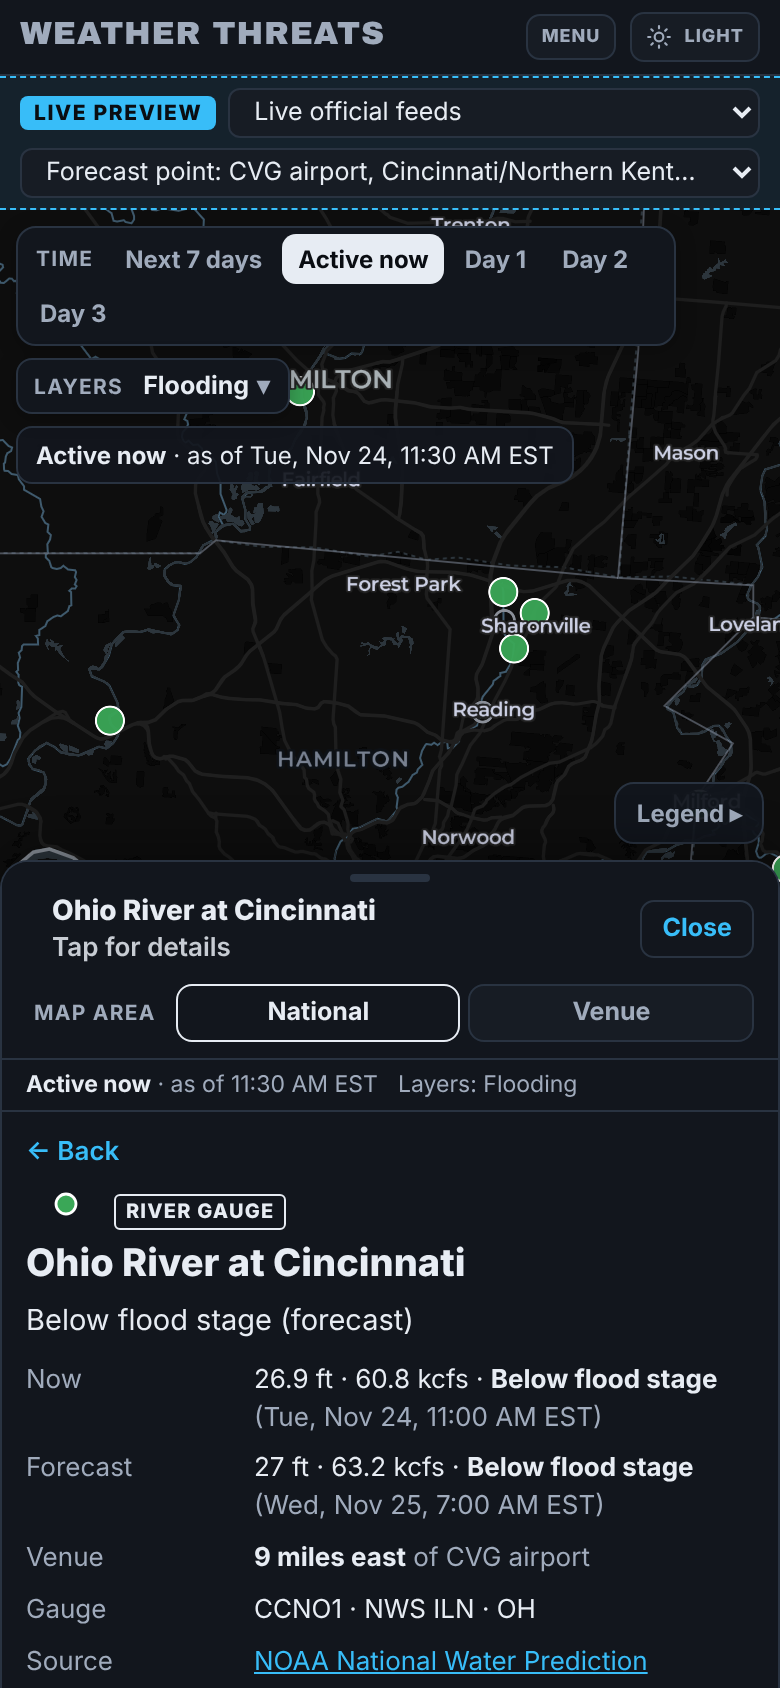 WEATHER THREATS
MENU
LIGHT
LIVE PREVIEW
Live official feeds
Forecast point: CVG airport, Cincinnati/Northern Kent...
Trenton
TIME
Next 7 days
Active now
Day 1
Day 2
Day 3
LAYERS
Flooding ▾
MILTON
Active now · as of Tue, Nov 24, 11:30 AM EST
Mason
Fairfield
Forest Park
Sharonville
Lovelan
Reading
HAMILTON
Milford
Legend ▸
Norwood
Ohio River at Cincinnati
Tap for details
Close
MAP AREA
National
Venue
Active now · as of 11:30 AM EST Layers: Flooding
← Back
RIVER GAUGE
Ohio River at Cincinnati
Below flood stage (forecast)
Now 26.9 ft · 60.8 kcfs · Below flood stage
(Tue, Nov 24, 11:00 AM EST)
Forecast 27 ft · 63.2 kcfs · Below flood stage
(Wed, Nov 25, 7:00 AM EST)
Venue 9 miles east of CVG airport
Gauge CCNO1 · NWS ILN · OH
Source NOAA National Water Prediction